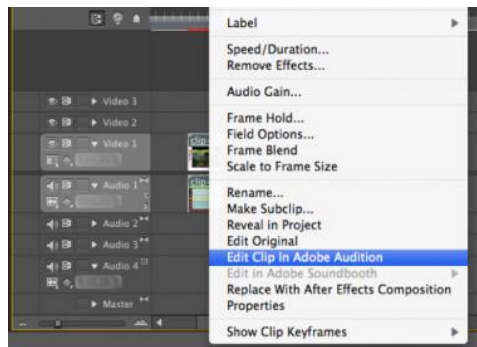 Label
Speed/Duration...
Remove Effects...
Audio Gain...
Frame Hold...
Field Options...
Frame Blend
Scale to Frame Size
Rename...
Make Subclip...
Reveal in Project
Edit Original
Edit Clip In Adobe Audition
Edit in Adobe Soundbooth
Replace With After Effects Composition
Properties
Show Clip Keyframes
Video 3
Video 2
Video 1
clip-
Audio 1
clip-
Audio 2
Audio 3
Audio 4
Master